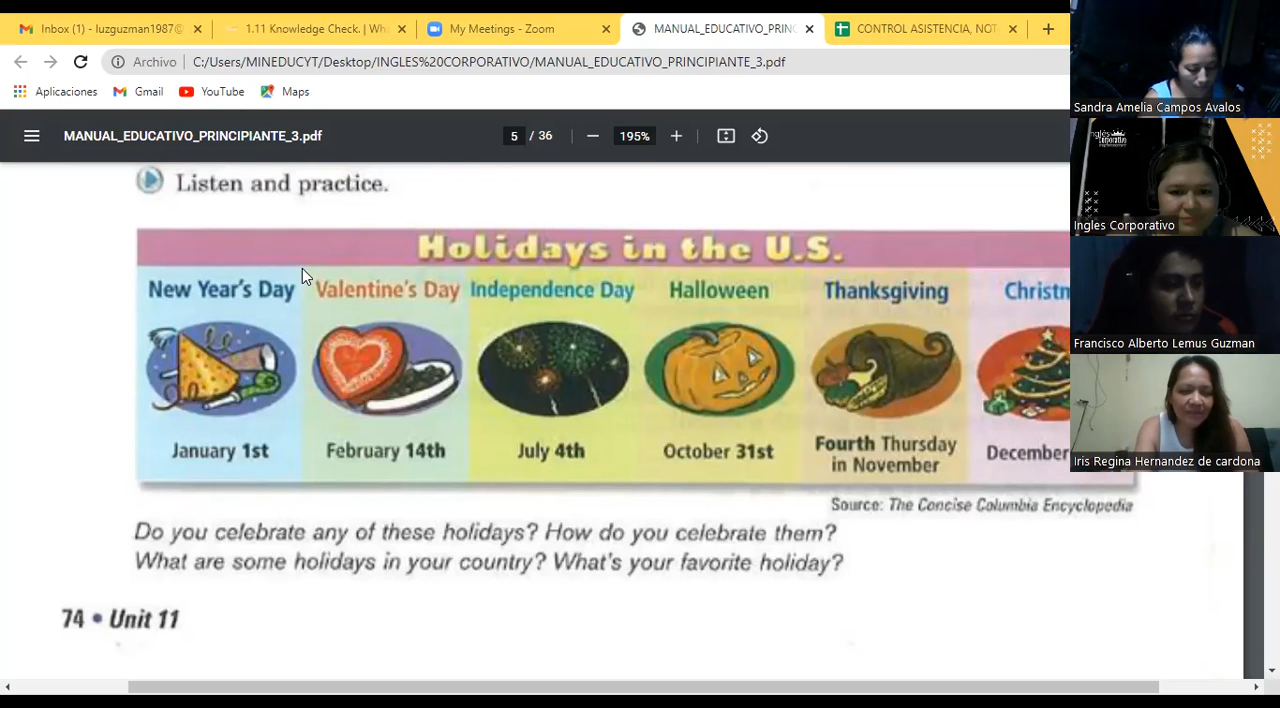 Inbox (1) - luzguzman1987@
1.11 Knowledge Check. | Wh
My Meetings - Zoom
MANUAL_EDUCATIVO_PRINC
CONTROL ASISTENCIA, NOT
Archivo
C:/Users/MINEDUCYT/Desktop/INGLES%20CORPORATIVO/MANUAL_EDUCATIVO_PRINCIPIANTE_3.pdf
Aplicaciones Gmail YouTube Maps
MANUAL_EDUCATIVO_PRINCIPIANTE_3.pdf
5 / 36
195%
Listen and practice.
Holidays in the U.S.
New Year's Day Valentine's Day Independence Day Halloween Thanksgiving Christm
January 1st February 14th July 4th October 31st Fourth Thursday in November December
Source: The Concise Columbia Encyclopedia
Do you celebrate any of these holidays? How do you celebrate them?
What are some holidays in your country? What's your favorite holiday?
74 • Unit 11
Sandra Amelia Campos Avalos
Inglés Corporativo
Ingles Corporativo
Francisco Alberto Lemus Guzman
Iris Regina Hernandez de cardona